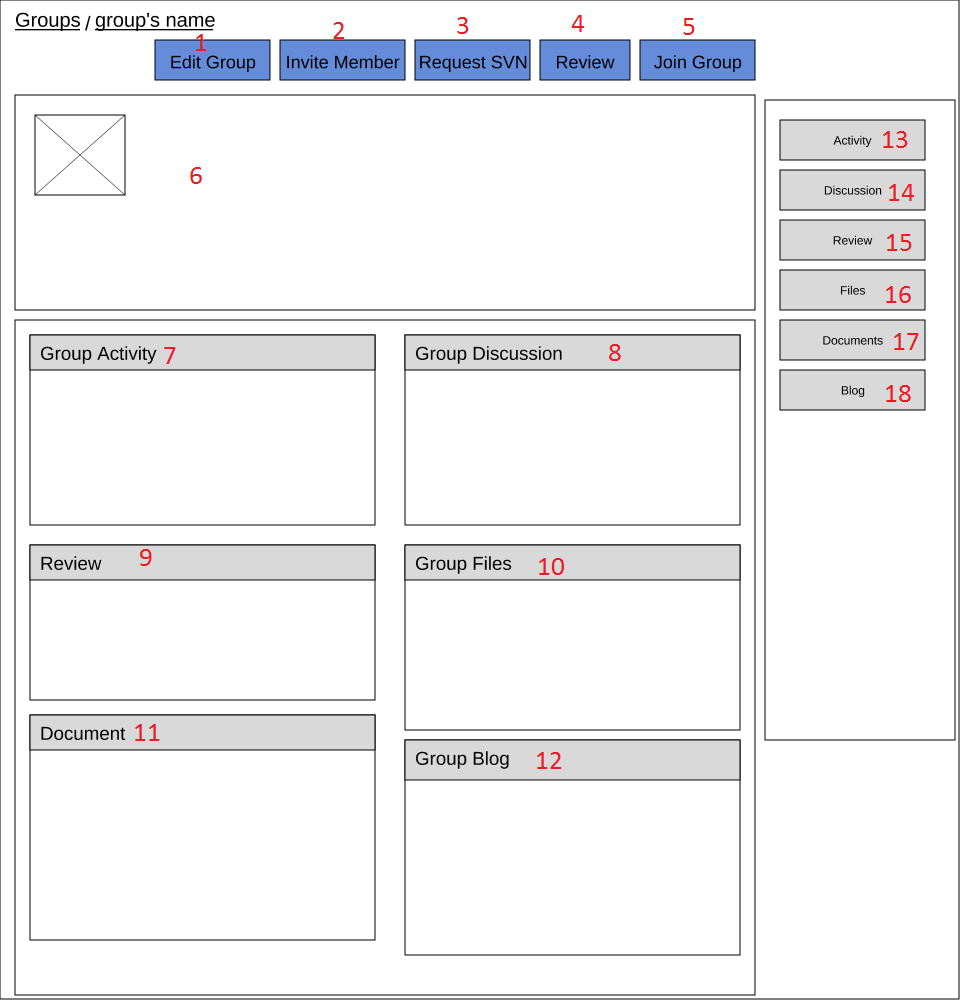 Groups / group's name
1 2 3 4 5
Edit Group Invite Member Request SVN Review Join Group
6
Group Activity 7
Group Discussion 8
Review 9
Group Files 10
Document 11
Group Blog 12
Activity 13
Discussion 14
Review 15
Files 16
Documents 17
Blog 18